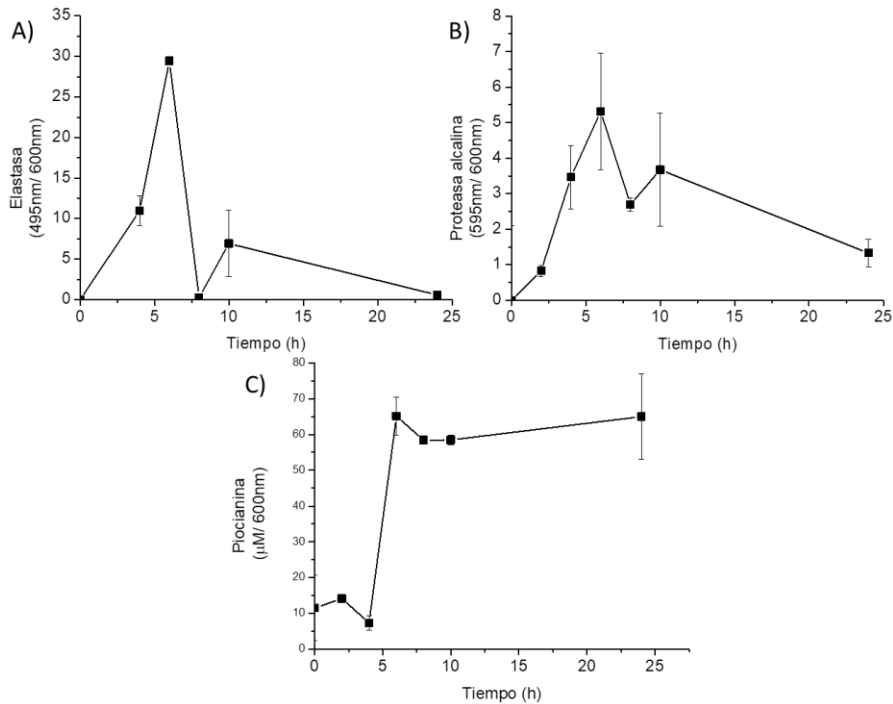 A)
Elastasa
(495nm/ 600nm)
35
30
25
20
15
10
5
0
0 5 10 15 20 25
Tiempo (h)
B)
Proteasa alcalina
(595nm/ 600nm)
8
7
6
5
4
3
2
1
0
0 5 10 15 20 25
Tiempo (h)
C)
Piocianina
(µM/ 600nm)
80
70
60
50
40
30
20
10
0
0 5 10 15 20 25
Tiempo (h)